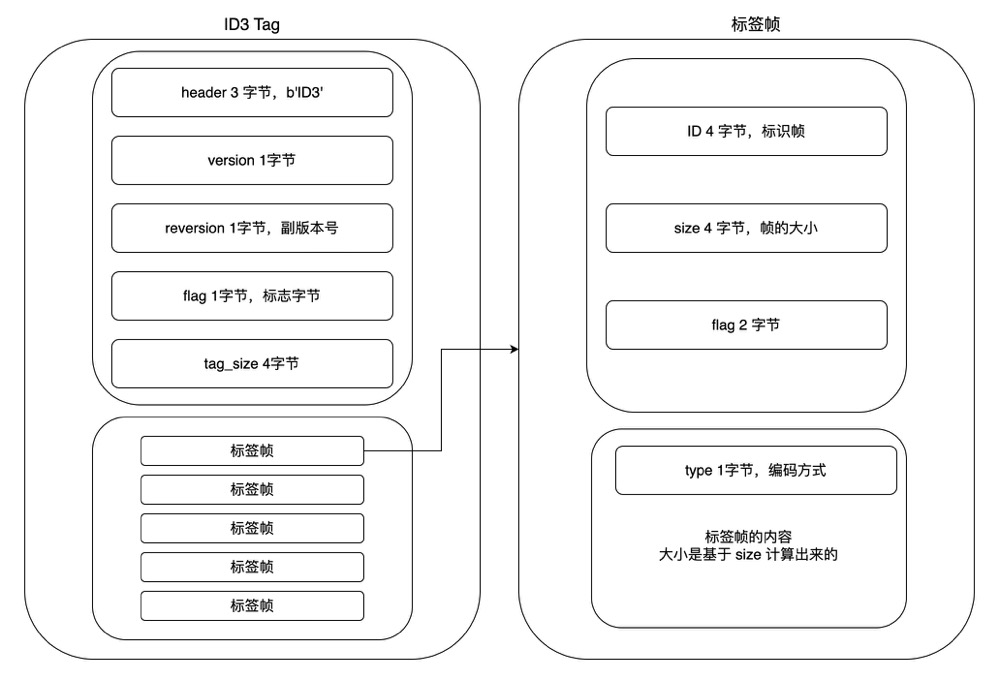 ID3 Tag
header 3 字节，b'ID3'
version 1字节
reversion 1字节，副版本号
flag 1字节，标志字节
tag_size 4字节
标签帧
标签帧
标签帧
标签帧
标签帧
标签帧
ID 4 字节，标识帧
size 4 字节，帧的大小
flag 2 字节
type 1字节，编码方式
标签帧的内容
大小是基于 size 计算出来的